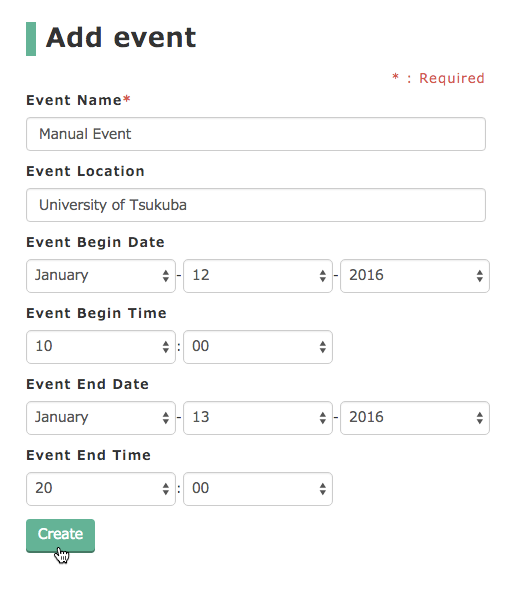 Add event
* : Required
Event Name*
Manual Event
Event Location
University of Tsukuba
Event Begin Date
January - 12 - 2016
Event Begin Time
10 : 00
Event End Date
January - 13 - 2016
Event End Time
20 : 00
Create